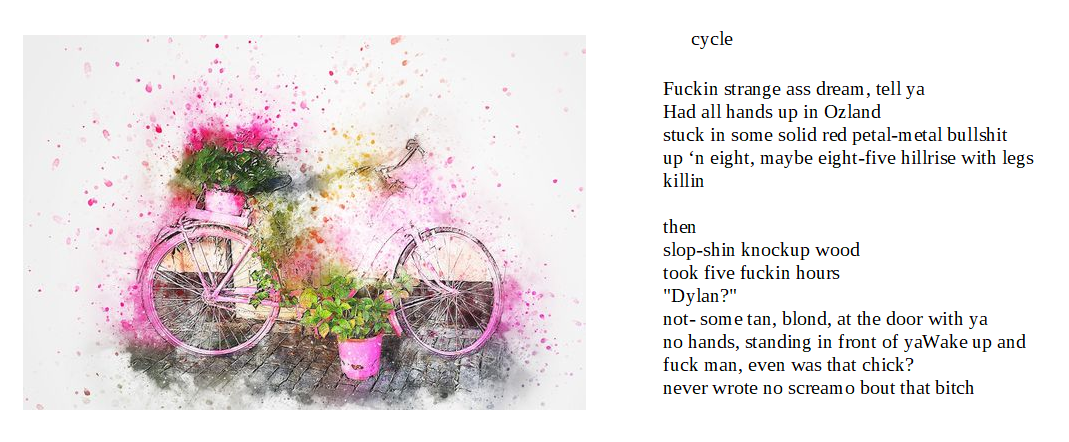 cycle
Fuckin strange ass dream, tell ya
Had all hands up in Ozland
stuck in some solid red petal-metal bullshit
up ‘n eight, maybe eight-five hillrise with legs
killin
then
slop-shin knockup wood
took five fuckin hours
"Dylan?"
not- some tan, blond, at the door with ya
no hands, standing in front of yaWake up and
fuck man, even was that chick?
never wrote no screamo bout that bitch